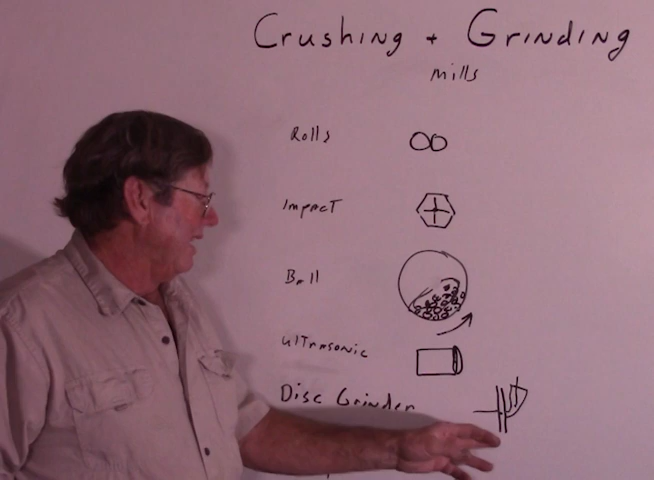 Crushing + Grinding
mills
Rolls
Impact
Ball
Ultrasonic
Disc Grinder